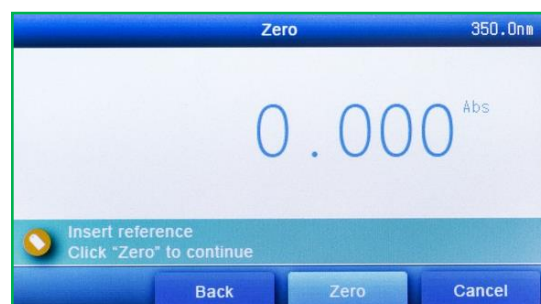 Zero 350.0nm
0.000 Abs
Insert reference
Click "Zero" to continue
Back Zero Cancel